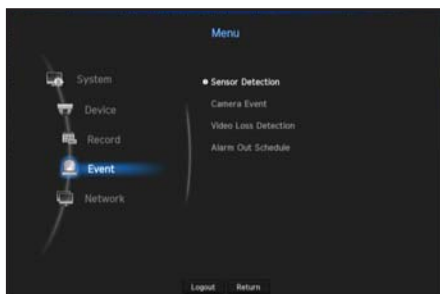 Menu
System
Device
Record
Event
Network
Sensor Detection
Camera Event
Video Loss Detection
Alarm Out Schedule
Logout Return